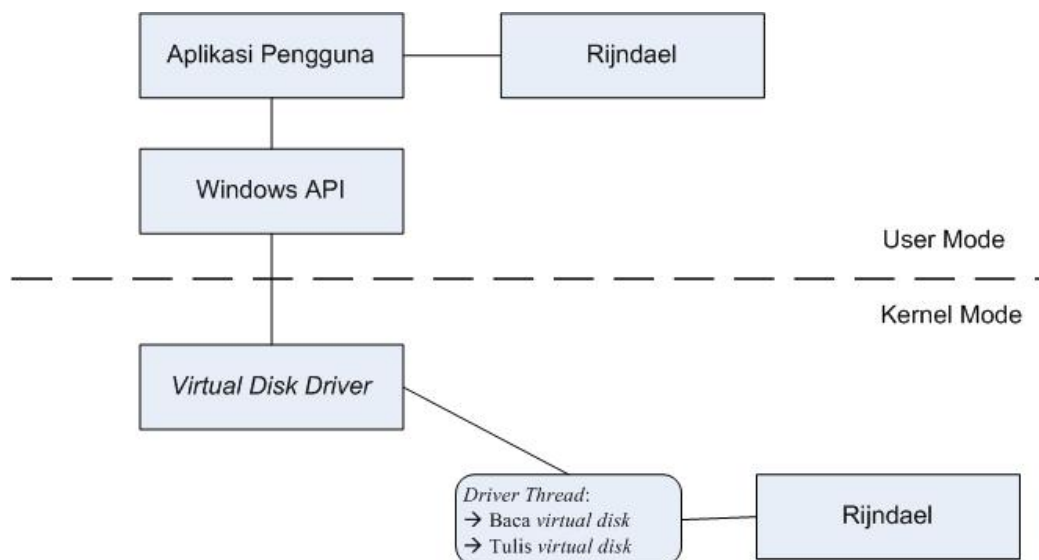 Aplikasi Pengguna
Rijndael
Windows API
User Mode
Kernel Mode
Virtual Disk Driver
Driver Thread:
→ Baca virtual disk
→ Tulis virtual disk
Rijndael